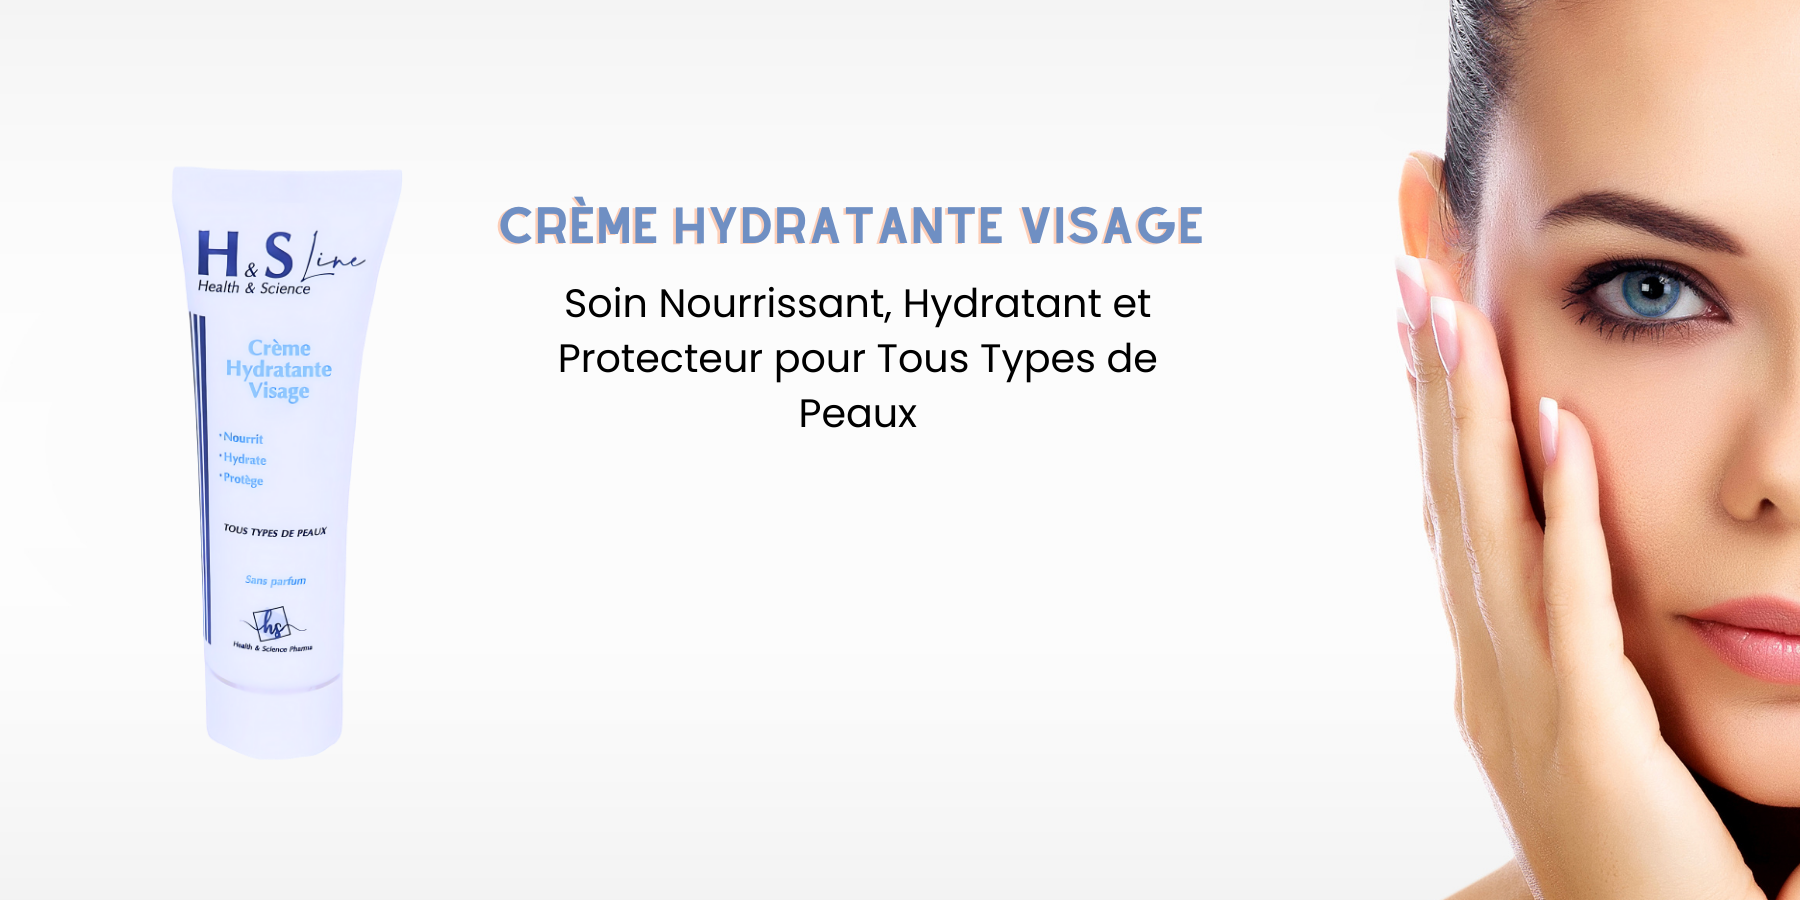 H & S Line
Health & Science
Crème
Hydratante
Visage
•Nourrit
•Hydrate
•Protège
TOUS TYPES DE PEAUX
Sans parfum
hs
Health & Science Pharma
CRÈME HYDRATANTE VISAGE
Soin Nourrissant, Hydratant et
Protecteur pour Tous Types de
Peaux